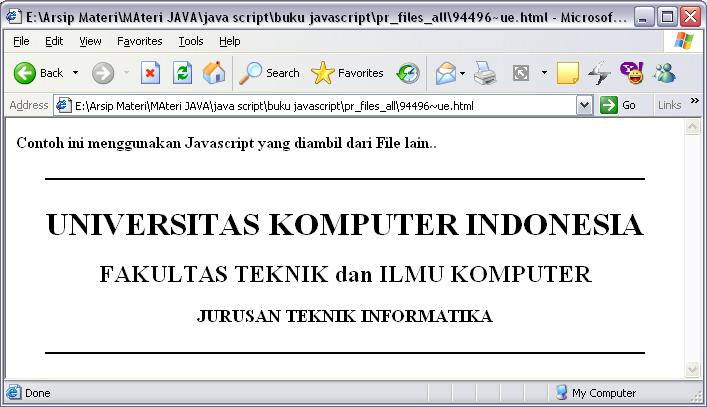 E:\Arsip Materi\MAteri JAVA\java script\buku javascript\pr_files_all\94496~ue.html - Microsof...
File Edit View Favorites Tools Help
Back Search Favorites
Address E:\Arsip Materi\MAteri JAVA\java script\buku javascript\pr_files_all\94496~ue.html Go Links »
Contoh ini menggunakan Javascript yang diambil dari File lain..
UNIVERSITAS KOMPUTER INDONESIA
FAKULTAS TEKNIK dan ILMU KOMPUTER
JURUSAN TEKNIK INFORMATIKA
Done My Computer